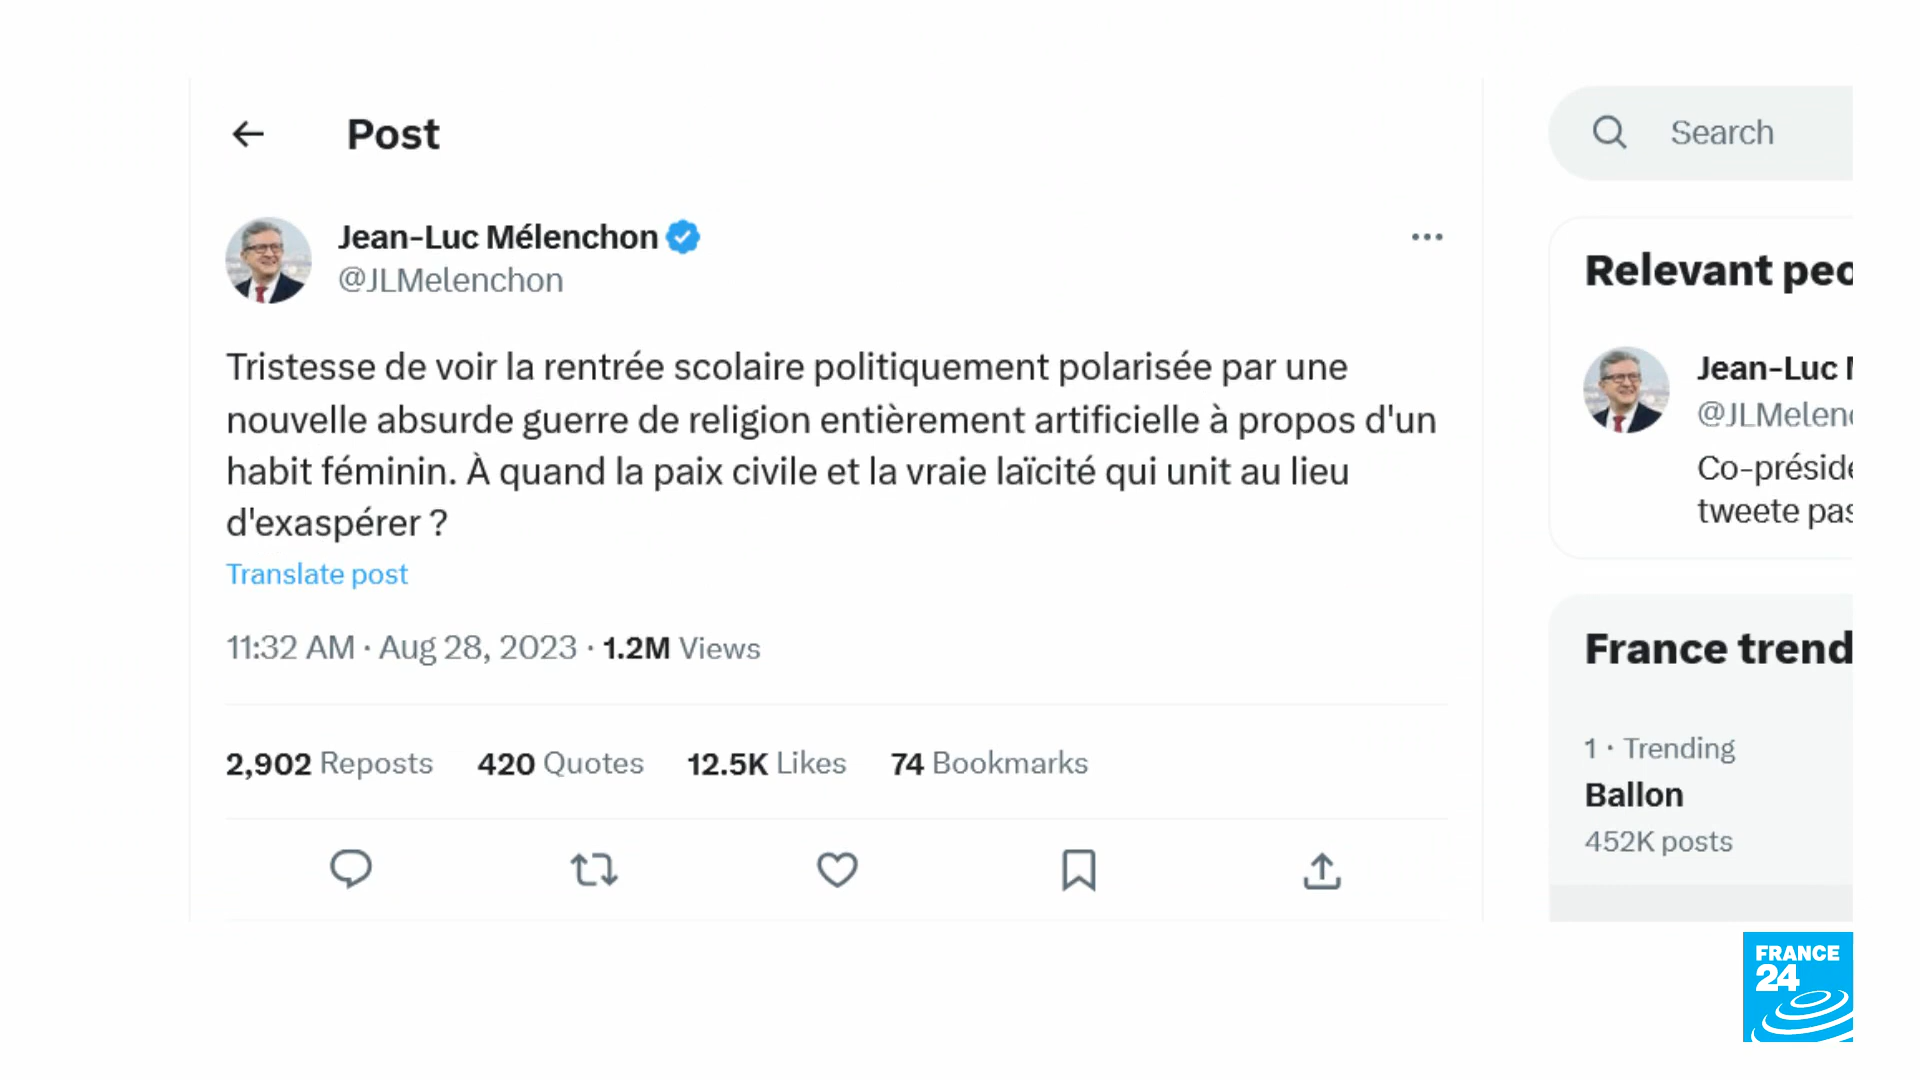 Post
Search
Jean-Luc Mélenchon
@JLMelenchon
Tristesse de voir la rentrée scolaire politiquement polarisée par une
nouvelle absurde guerre de religion entièrement artificielle à propos d'un
habit féminin. À quand la paix civile et la vraie laïcité qui unit au lieu
d'exaspérer ?
Translate post
11:32 AM · Aug 28, 2023 · 1.2M Views
2,902 Reposts 420 Quotes 12.5K Likes 74 Bookmarks
Relevant peo
Jean-Luc
@JLMelen
Co-préside
tweete pas
France trend
1 · Trending
Ballon
452K posts
FRANCE
24